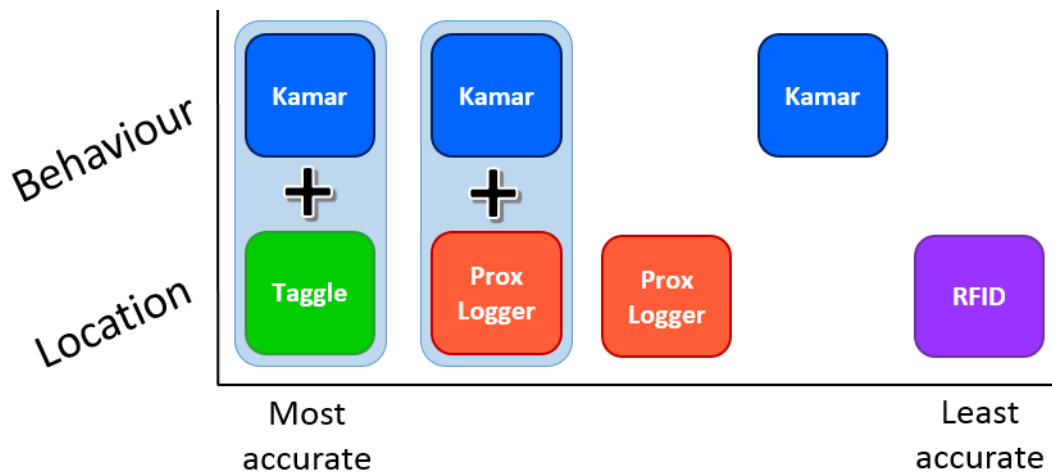 Behaviour
Kamar
Kamar
Kamar
+
+
Location
Taggle
Prox
Logger
Prox
Logger
RFID
Most
accurate
Least
accurate